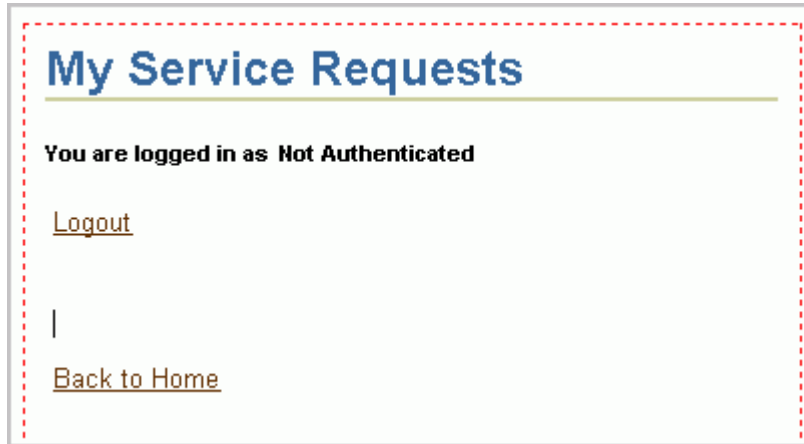 My Service Requests
You are logged in as Not Authenticated
Logout
Back to Home